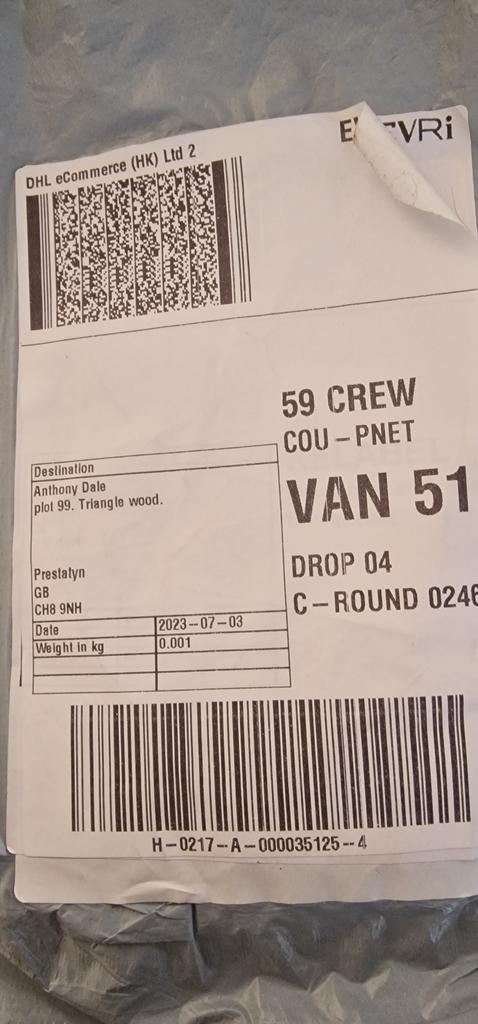 DHL eCommerce (HK) Ltd 2
59 CREW
COU-PNET
VAN 51
DROP 04
C-ROUND 0246
Destination
Anthony Dale
plot 99. Triangle wood.
Prestatyn
GB
CH8 9NH
Date 2023-07-03
Weight in kg 0.001
H-0217--A-000035125--4